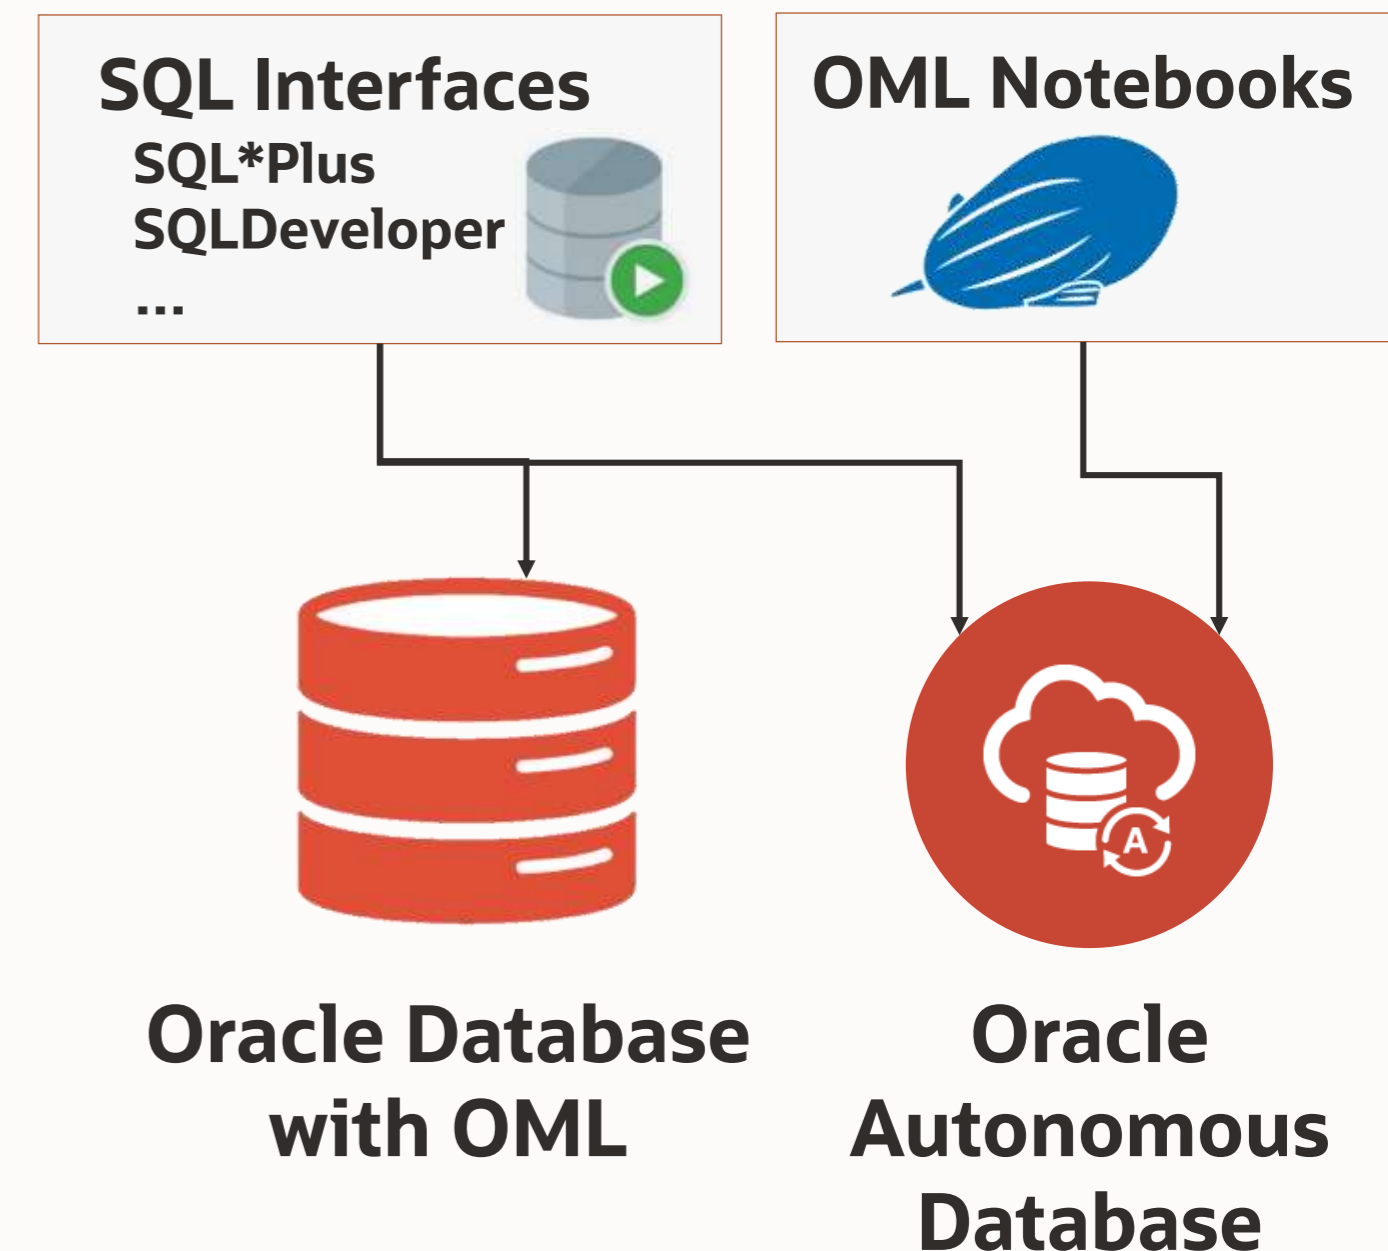 SQL Interfaces
SQL*Plus
SQLDeveloper
...
OML Notebooks
A
Oracle Database
with OML
Oracle
Autonomous
Database